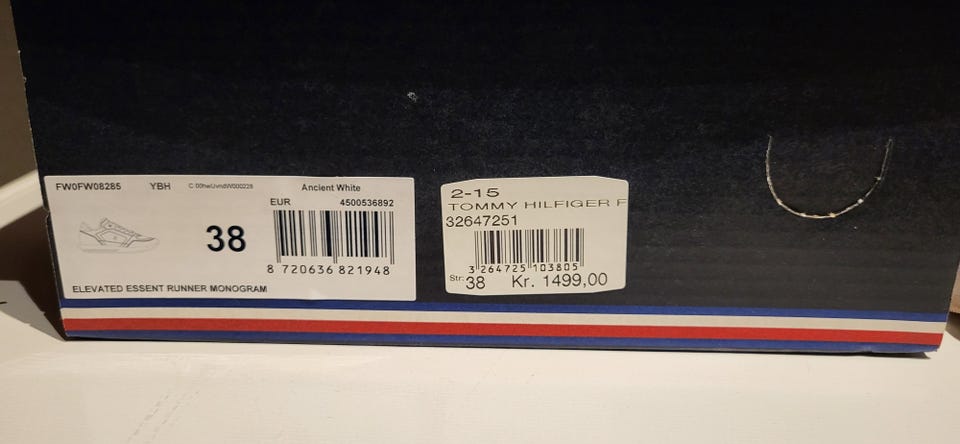 FW0FW08285 YBH Ancient White
EUR 4500536892
38
8 720636 821948
ELEVATED ESSENT RUNNER MONOGRAM
2-15
TOMMY HILFIGER F
32647251
3 264725 103805
Str: 38 Kr. 1499,00